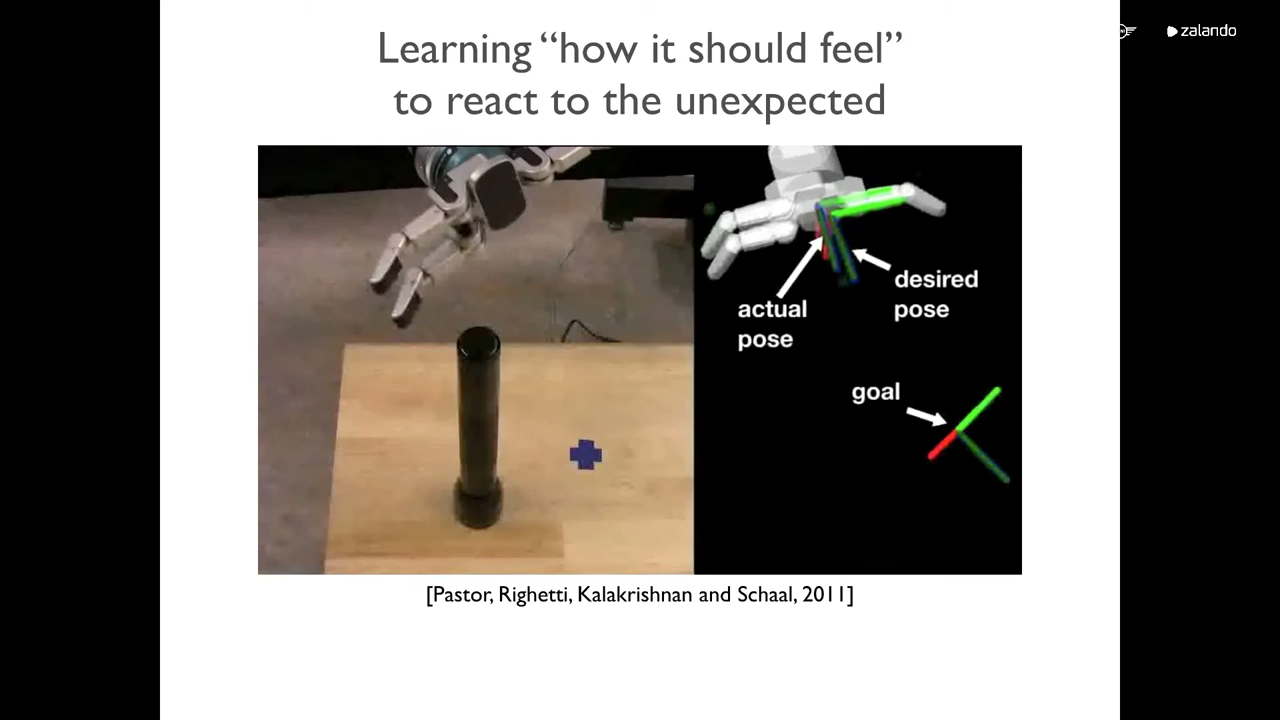 Learning “how it should feel”
to react to the unexpected
zalando
actual
pose
desired
pose
goal
[Pastor, Righetti, Kalakrishnan and Schaal, 2011]